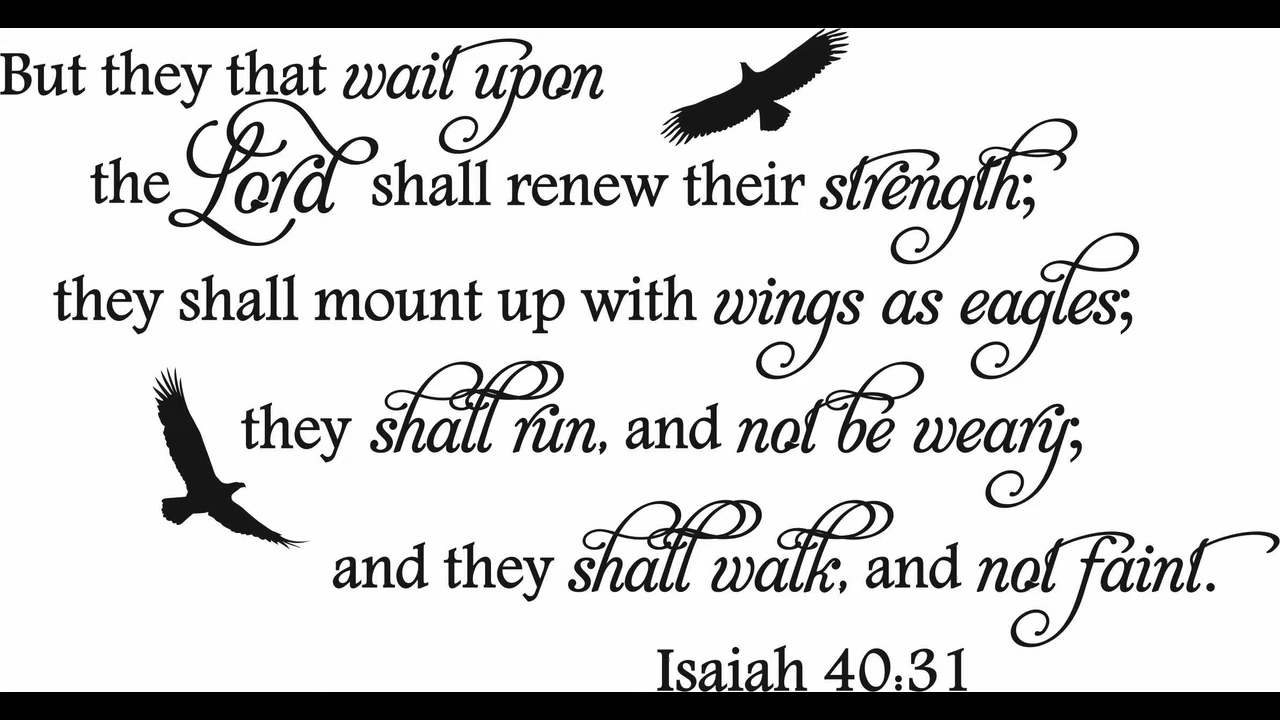 But they that wait upon
the Lord shall renew their strength;
they shall mount up with wings as eagles;
they shall run, and not be weary;
and they shall walk, and not faint.
Isaiah 40:31